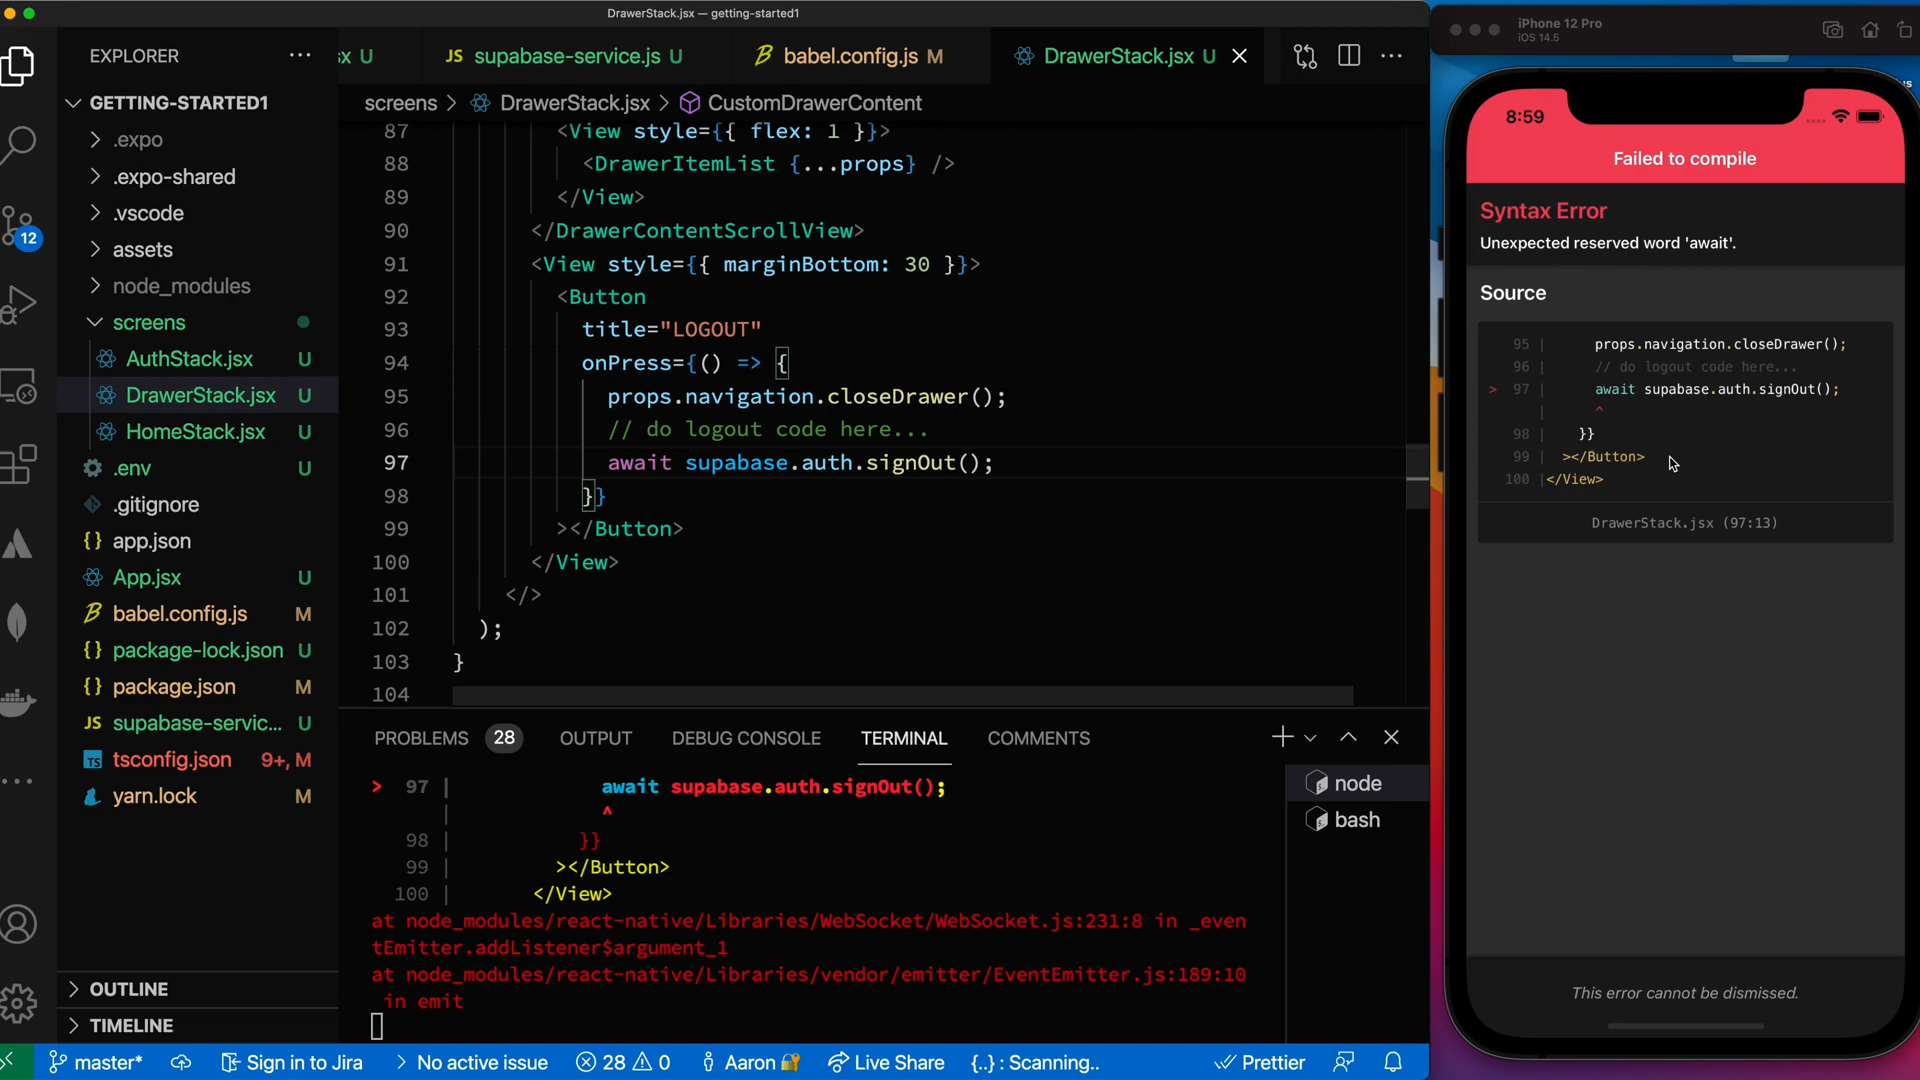 DrawerStack.jsx — getting-started1
EXPLORER
sx U
JS supabase-service.js U
babel.config.js M
DrawerStack.jsx U
screens > DrawerStack.jsx > CustomDrawerContent
GETTING-STARTED1
.expo
.expo-shared
.vscode
assets
node_modules
screens
AuthStack.jsx U
DrawerStack.jsx U
HomeStack.jsx U
.env U
.gitignore
{} app.json
App.jsx U
babel.config.js M
{} package-lock.json U
{} package.json M
JS supabase-servic... U
TS tsconfig.json 9+, M
yarn.lock M
OUTLINE
TIMELINE
12
87 <View style={{ flex: 1 }}>
88 <DrawerItemList {...props} />
89 </View>
90 </DrawerContentScrollView>
91 <View style={{ marginBottom: 30 }}>
92 <Button
93 title="LOGOUT"
94 onPress={() => {
95 props.navigation.closeDrawer();
96 // do logout code here...
97 await supabase.auth.signOut();
98 }}
99 ></Button>
100 </View>
101 </>
102 );
103 }
104
PROBLEMS 28 OUTPUT DEBUG CONSOLE TERMINAL COMMENTS
> 97 | await supabase.auth.signOut();
| ^
98 | }}
99 | ></Button>
100 | </View>
at node_modules/react-native/Libraries/WebSocket/WebSocket.js:231:8 in _even
tEmitter.addListener$argument_1
at node_modules/react-native/Libraries/vendor/emitter/EventEmitter.js:189:10
in emit
node
bash
master* Sign in to Jira > No active issue 28 0 Aaron Live Share {..} : Scanning.. Prettier
iPhone 12 Pro
iOS 14.5
us
8:59
Failed to compile
Syntax Error
Unexpected reserved word 'await'.
Source
95 | props.navigation.closeDrawer();
96 | // do logout code here...
> 97 | await supabase.auth.signOut();
| ^
98 | }}
99 | ></Button>
100 |</View>
DrawerStack.jsx (97:13)
This error cannot be dismissed.